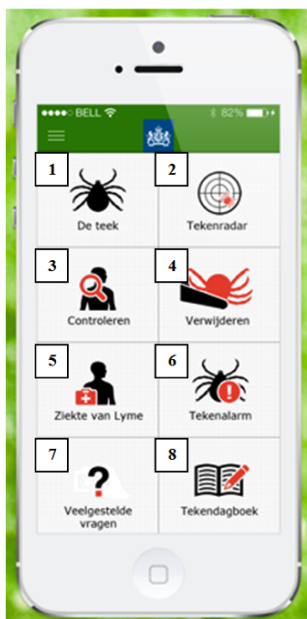 BELL 82%
1 2
De teek Tekenradar
3 4
Controleren Verwijderen
5 6
Ziekte van Lyme Tekenalarm
7 8
Veelgestelde
vragen
Tekendagboek